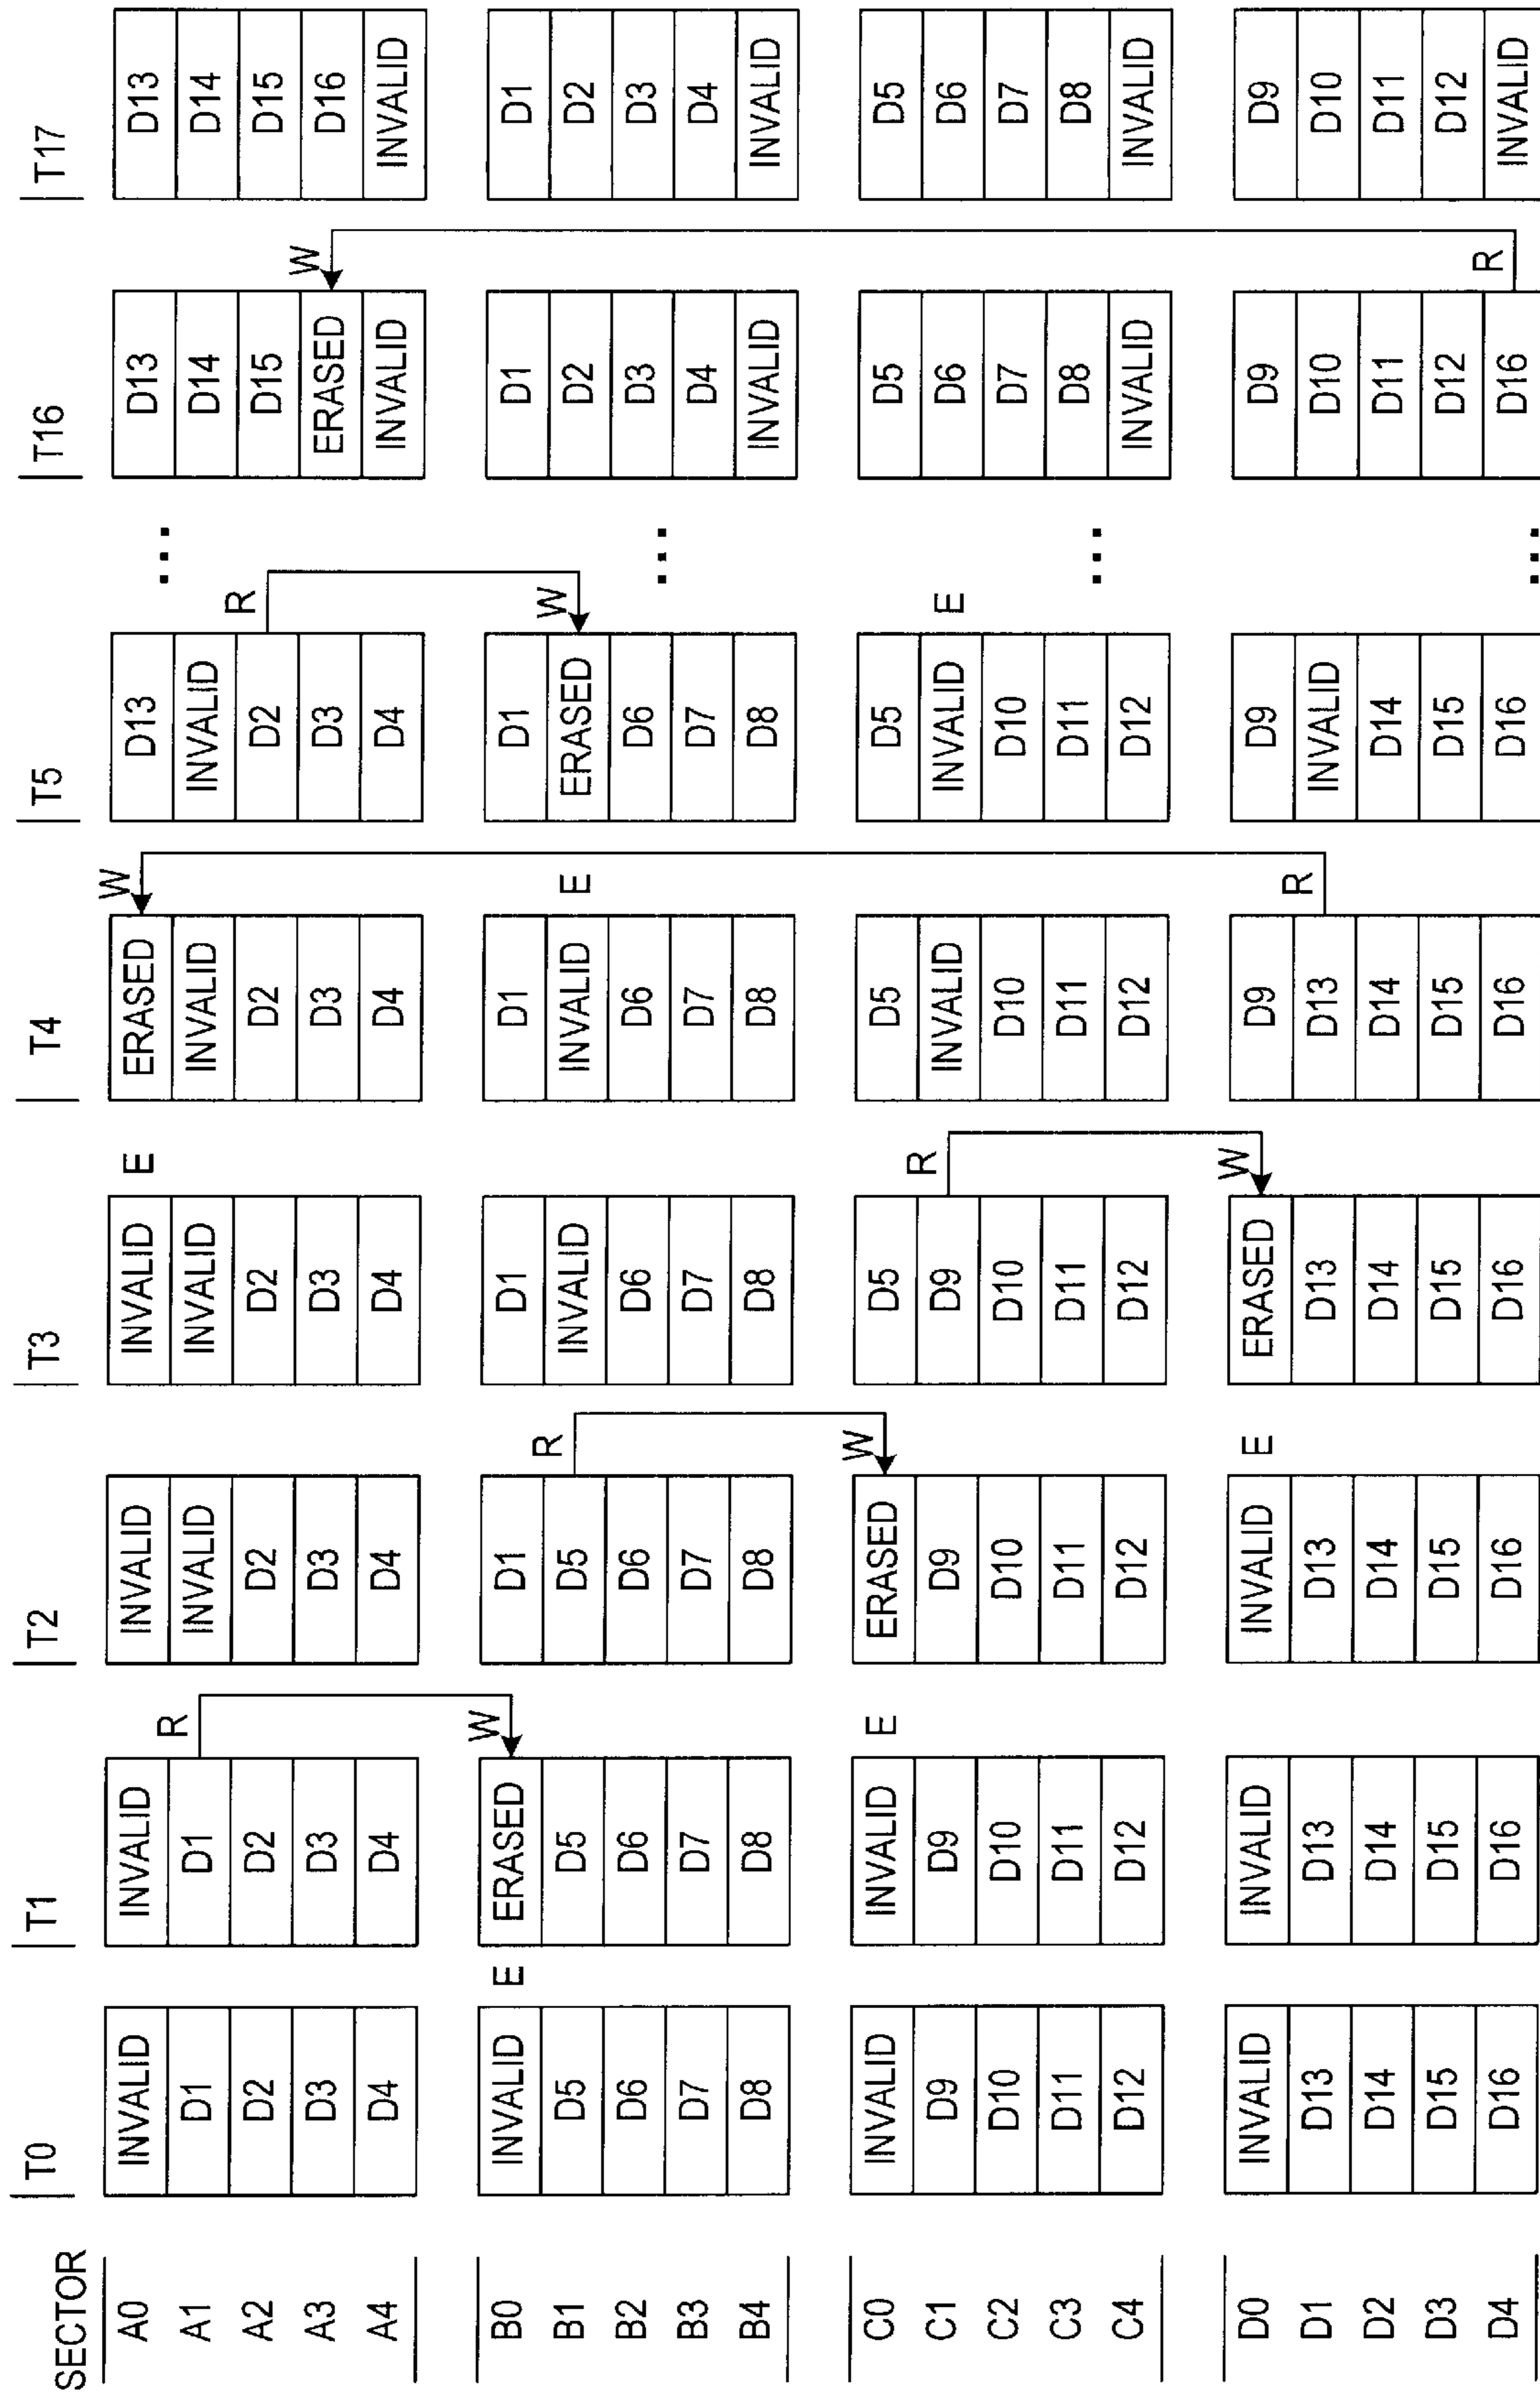 SECTOR T0 T1 T2 T3 T4 T5 T16 T17
A0 INVALID INVALID INVALID INVALID E ERASED W D13 ... D13 D13
A1 D1 D1 R INVALID INVALID INVALID INVALID D14 D14
A2 D2 D2 D2 D2 D2 D2 R D15 D15
A3 D3 D3 D3 D3 D3 D3 ERASED W D16
A4 D4 D4 D4 D4 D4 D4 INVALID INVALID
B0 INVALID E ERASED W D1 D1 D1 D1 D1 D1
B1 D5 D5 D5 R INVALID INVALID E ERASED W D2 D2
B2 D6 D6 D6 D6 D6 D6 ... D3 D3
B3 D7 D7 D7 D7 D7 D7 D4 D4
B4 D8 D8 D8 D8 D8 D8 INVALID INVALID
C0 INVALID INVALID E ERASED W D5 D5 D5 D5 D5
C1 D9 D9 D9 D9 R INVALID INVALID E D6 D6
C2 D10 D10 D10 D10 D10 D10 D7 D7
C3 D11 D11 D11 D11 D11 D11 ... D8 D8
C4 D12 D12 D12 D12 D12 D12 INVALID INVALID
D0 INVALID INVALID INVALID E ERASED W D9 D9 D9 D9
D1 D13 D13 D13 D13 D13 R INVALID D10 D10
D2 D14 D14 D14 D14 D14 D14 D11 D11
D3 D15 D15 D15 D15 D15 D15 D12 D12
D4 D16 D16 D16 D16 D16 D16 ... D16 R INVALID